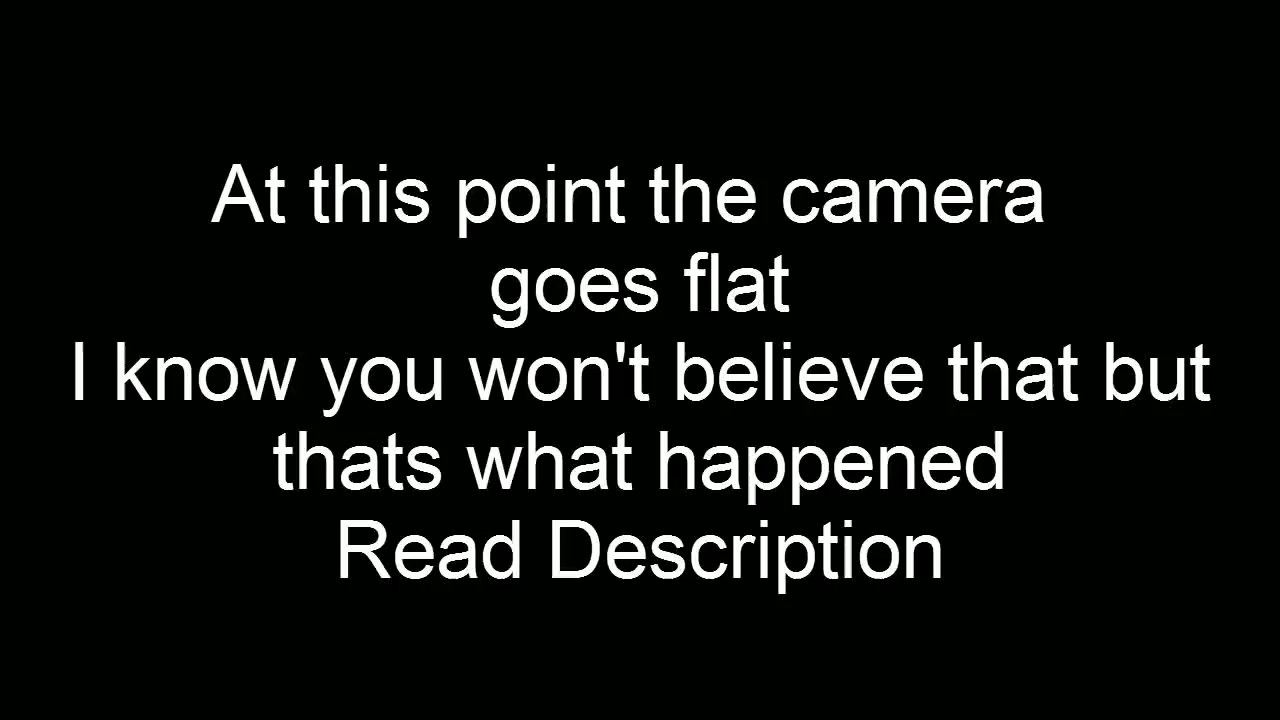 At this point the camera
goes flat
I know you won't believe that but
thats what happened
Read Description